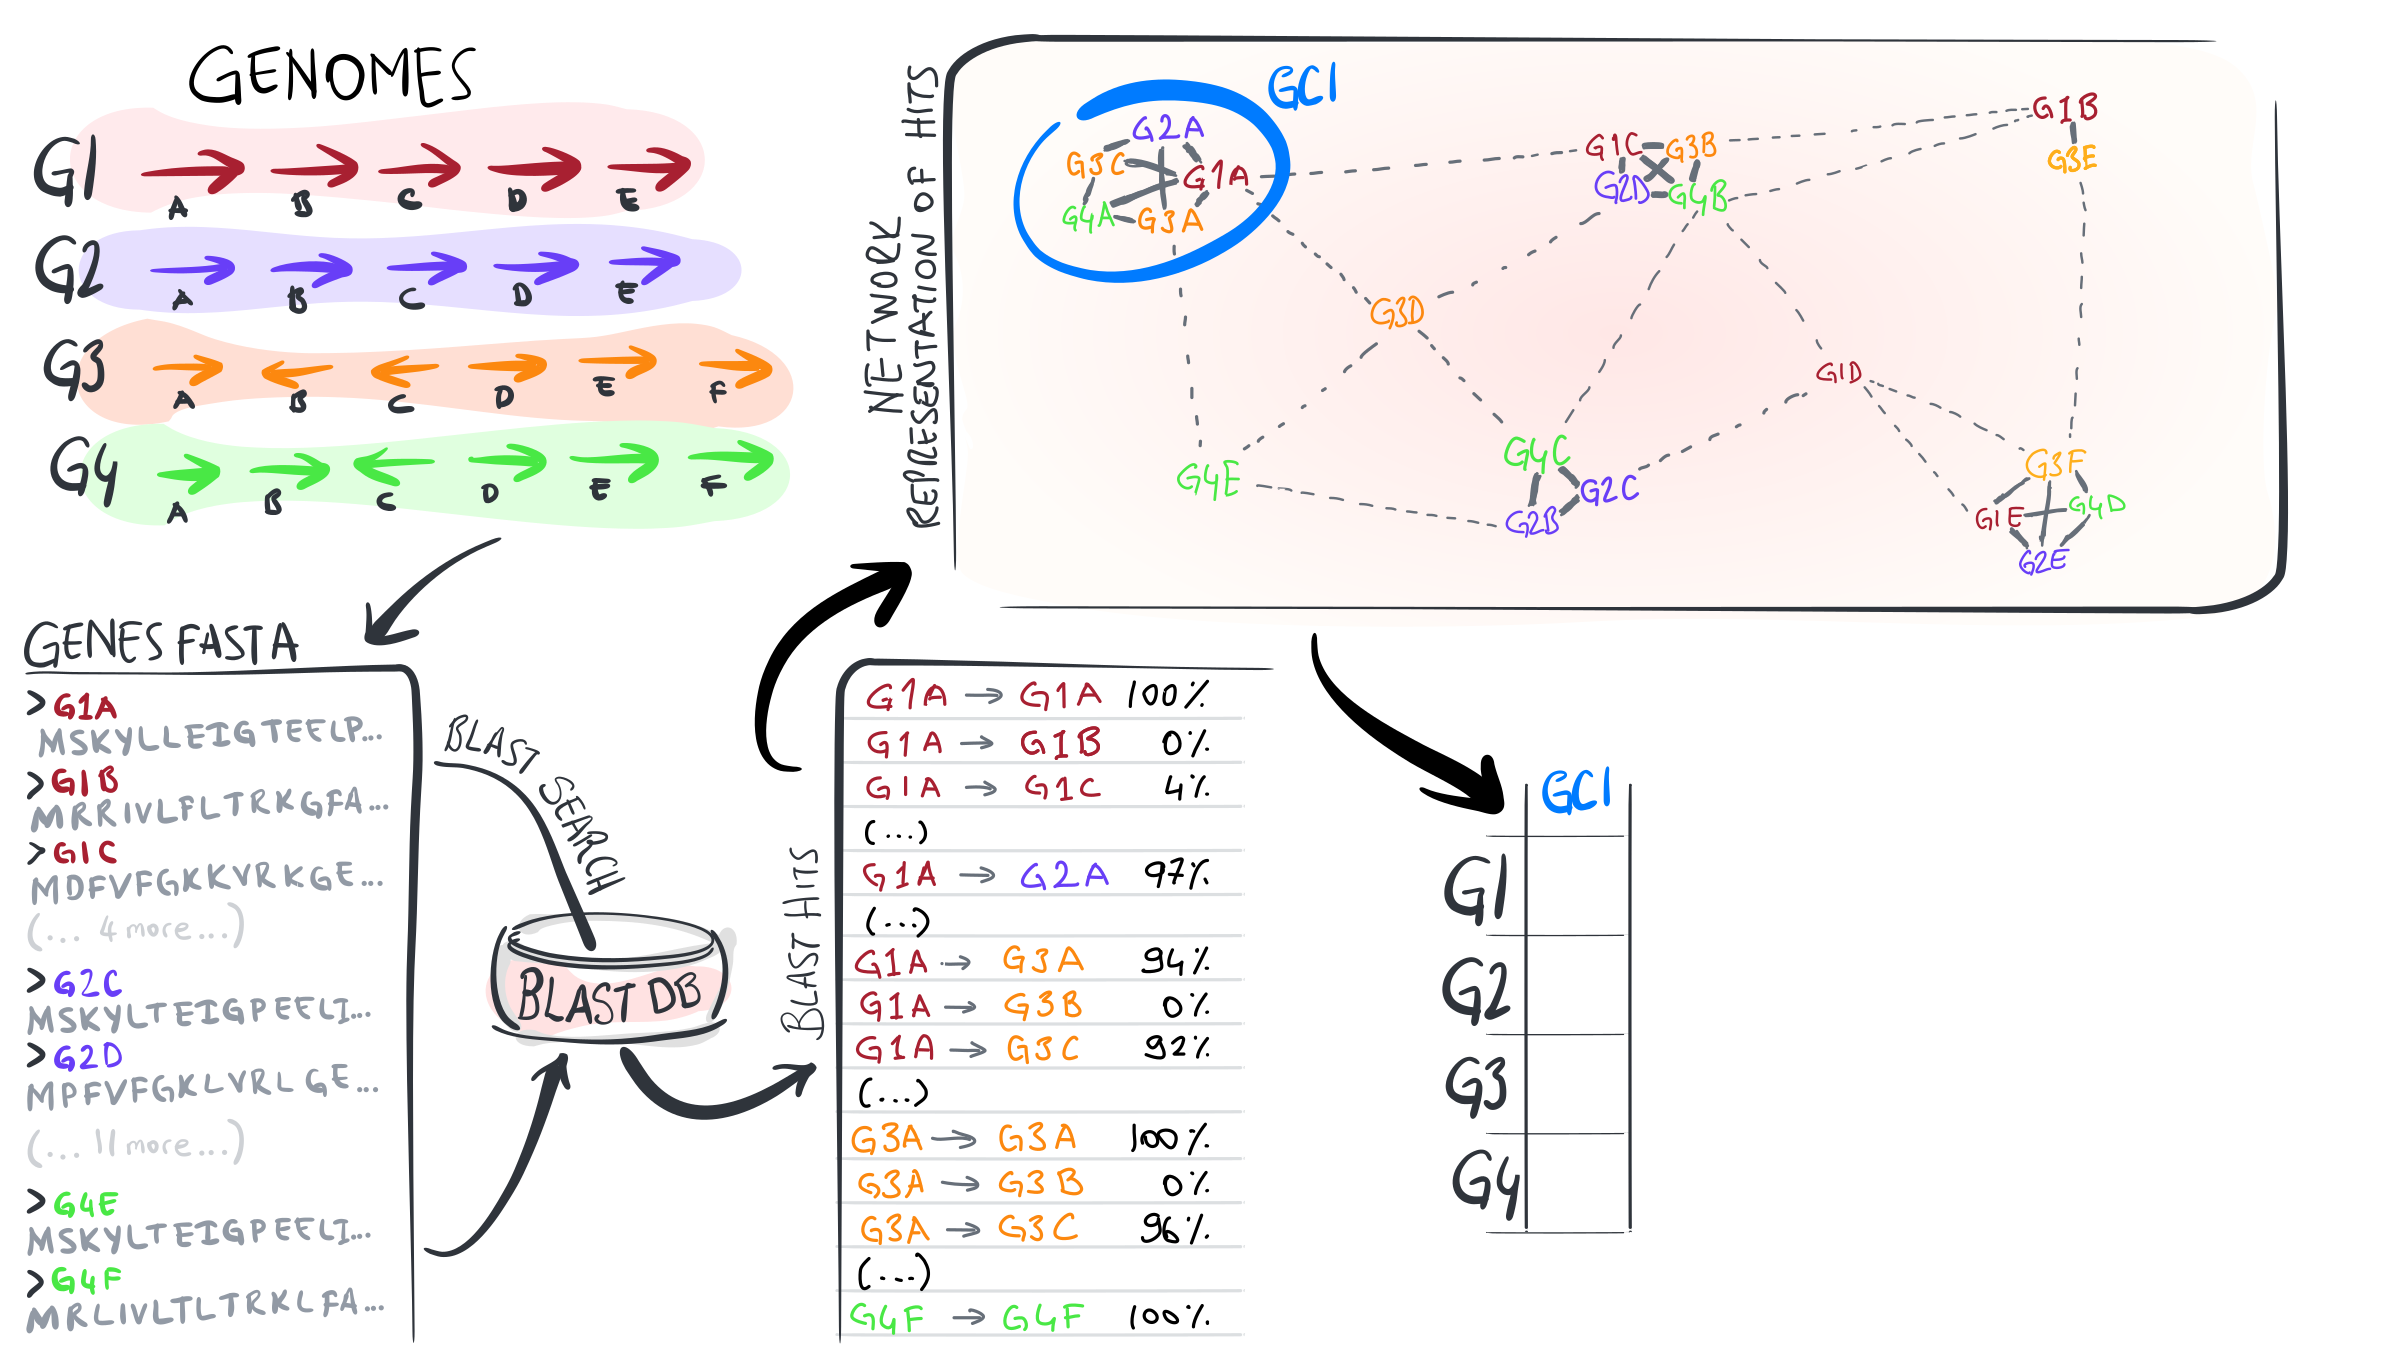 GENOMES
G1
A B C D E
G2
A B C D E
G3
A B C D E F
G4
A B C D E F
GENES FASTA
>G1A
MSKYLLEIGTEELP...
>G1B
MRRIVLFLTRKGFA...
>G1C
MDFVFGKKVRKGE...
(... 4 more...)
>G2C
MSKYLTEIGPEELI...
>G2D
MPFVFGKLVRLGE...
(... 11 more...)
>G4E
MSKYLTEIGPEELI...
>G4F
MRLIVLTLTRKLFA...
BLAST SEARCH
BLAST DB
BLAST HITS
G1A → G1A 100%
G1A → G1B 0%
G1A → G1C 4%
(...)
G1A → G2A 97%
(...)
G1A → G3A 94%
G1A → G3B 0%
G1A → G3C 92%
(...)
G3A → G3A 100%
G3A → G3B 0%
G3A → G3C 96%
(...)
G4F → G4F 100%
NETWORK
REPRESENTATION OF HITS
GC1
G2A
G3C G1A
G4A G3A
G1C G3B
G2D G4B
G1B
G3E
G3D
G1D
G4E
G4C
G2C
G2B
G3F
G1E G4D
G2E
GC1
G1
G2
G3
G4